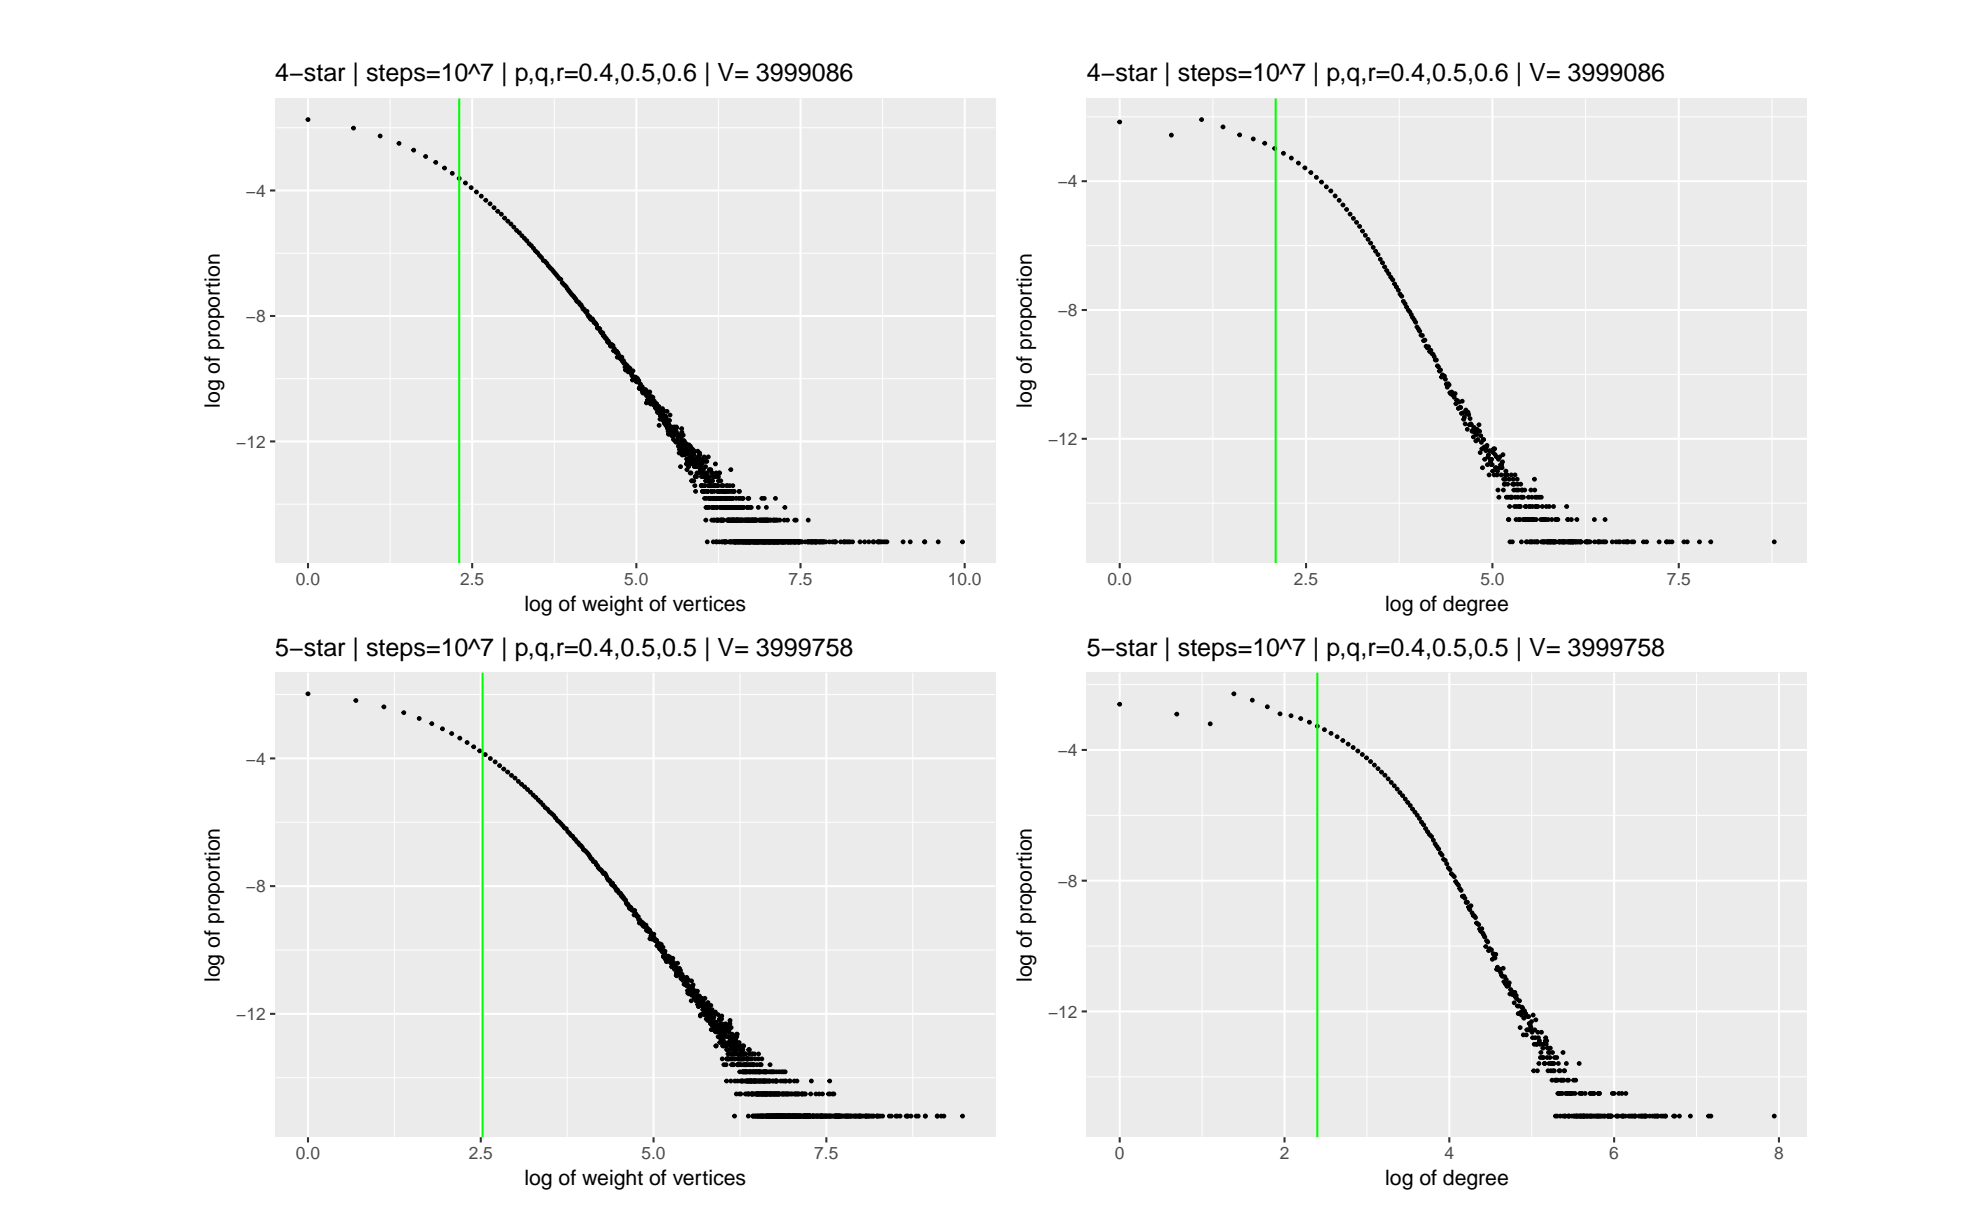 4−star | steps=10^7 | p,q,r=0.4,0.5,0.6 | V= 3999086
−4
−8
−12
log of proportion
0.0 2.5 5.0 7.5 10.0
log of weight of vertices
4−star | steps=10^7 | p,q,r=0.4,0.5,0.6 | V= 3999086
−4
−8
−12
log of proportion
0.0 2.5 5.0 7.5
log of degree
5−star | steps=10^7 | p,q,r=0.4,0.5,0.5 | V= 3999758
−4
−8
−12
log of proportion
0.0 2.5 5.0 7.5
log of weight of vertices
5−star | steps=10^7 | p,q,r=0.4,0.5,0.5 | V= 3999758
−4
−8
−12
log of proportion
0 2 4 6 8
log of degree